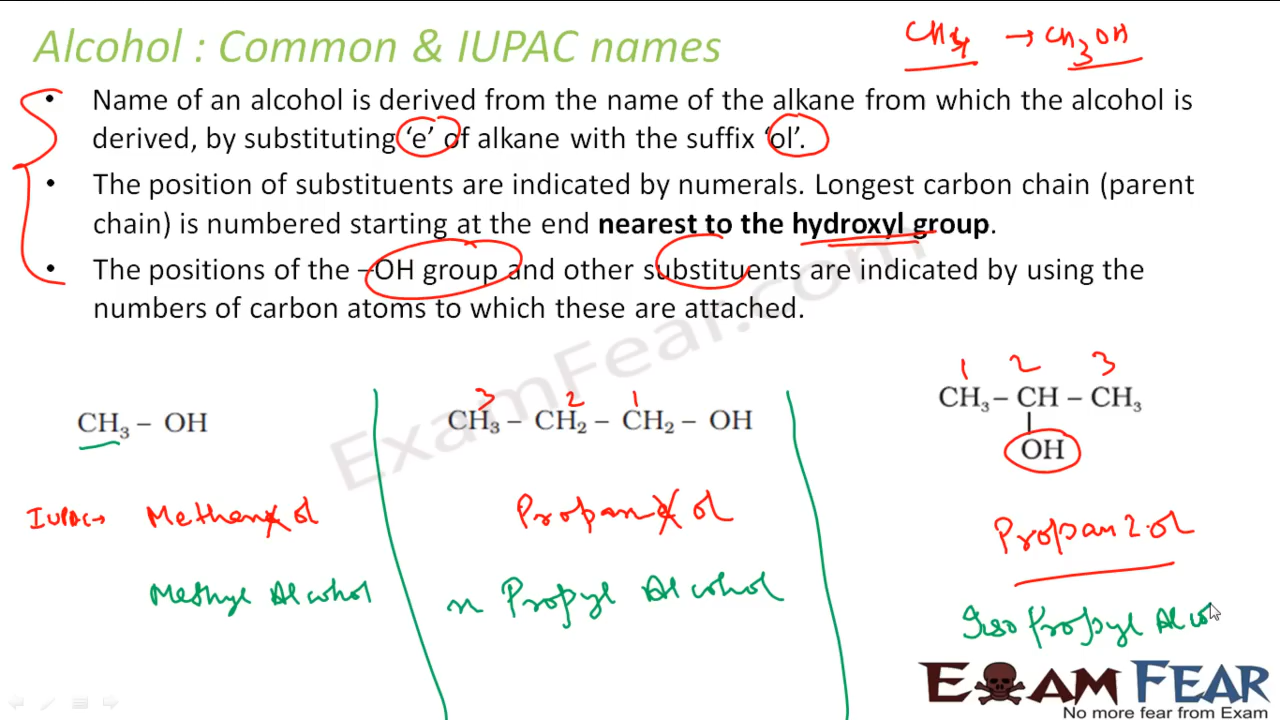 Alcohol : Common & IUPAC names
CH4 → CH3OH
• Name of an alcohol is derived from the name of the alkane from which the alcohol is
derived, by substituting ‘e’ of alkane with the suffix ‘ol’.
• The position of substituents are indicated by numerals. Longest carbon chain (parent
chain) is numbered starting at the end nearest to the hydroxyl group.
• The positions of the –OH group and other substituents are indicated by using the
numbers of carbon atoms to which these are attached.
ExamFear.com
CH3 – OH
3 2 1
CH3 – CH2 – CH2 – OH
1 2 3
CH3 – CH – CH3
OH
IUPAC→ Methane ol
Propane ol
Propan 2-ol
Methyl Alcohol
n Propyl Alcohol
Iso Propyl Alco
EXAM FEAR
No more fear from Exam